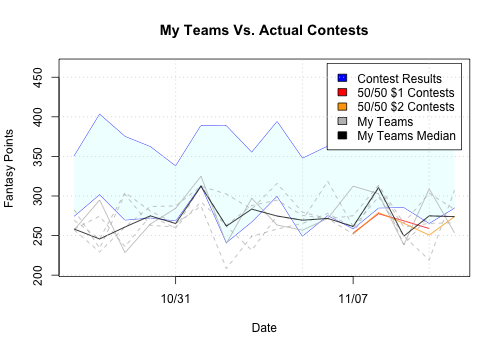 My Teams Vs. Actual Contests
Contest Results
50/50 $1 Contests
50/50 $2 Contests
My Teams
My Teams Median
Fantasy Points
450
400
350
300
250
200
10/31
11/07
Date